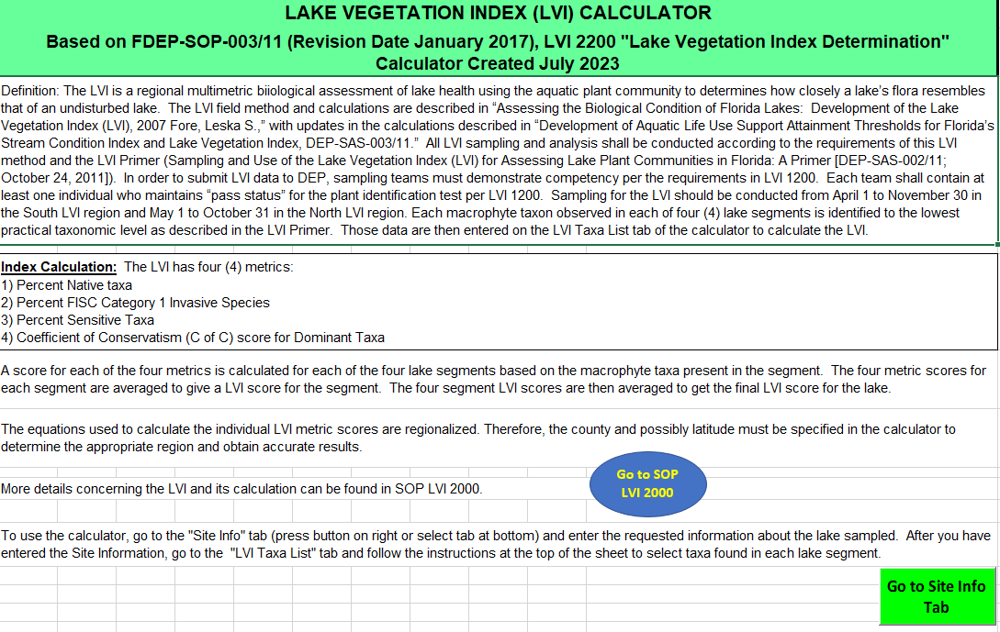 LAKE VEGETATION INDEX (LVI) CALCULATOR
Based on FDEP-SOP-003/11 (Revision Date January 2017), LVI 2200 "Lake Vegetation Index Determination"
Calculator Created July 2023
Definition: The LVI is a regional multimetric biiological assessment of lake health using the aquatic plant community to determines how closely a lake's flora resembles
that of an undisturbed lake.  The LVI field method and calculations are described in “Assessing the Biological Condition of Florida Lakes:  Development of the Lake
Vegetation Index (LVI), 2007 Fore, Leska S.,” with updates in the calculations described in “Development of Aquatic Life Use Support Attainment Thresholds for Florida’s
Stream Condition Index and Lake Vegetation Index, DEP-SAS-003/11.”  All LVI sampling and analysis shall be conducted according to the requirements of this LVI
method and the LVI Primer (Sampling and Use of the Lake Vegetation Index (LVI) for Assessing Lake Plant Communities in Florida: A Primer [DEP-SAS-002/11;
October 24, 2011]).  In order to submit LVI data to DEP, sampling teams must demonstrate competency per the requirements in LVI 1200.  Each team shall contain at
least one individual who maintains “pass status” for the plant identification test per LVI 1200.  Sampling for the LVI should be conducted from April 1 to November 30 in
the South LVI region and May 1 to October 31 in the North LVI region. Each macrophyte taxon observed in each of four (4) lake segments is identified to the lowest
practical taxonomic level as described in the LVI Primer.  Those data are then entered on the LVI Taxa List tab of the calculator to calculate the LVI.
Index Calculation:  The LVI has four (4) metrics:
1) Percent Native taxa
2) Percent FISC Category 1 Invasive Species
3) Percent Sensitive Taxa
4) Coefficient of Conservatism (C of C) score for Dominant Taxa
A score for each of the four metrics is calculated for each of the four lake segments based on the macrophyte taxa present in the segment.  The four metric scores for
each segment are averaged to give a LVI score for the segment.  The four segment LVI scores are then averaged to get the final LVI score for the lake.
The equations used to calculate the individual LVI metric scores are regionalized. Therefore, the county and possibly latitude must be specified in the calculator to
determine the appropriate region and obtain accurate results.
More details concerning the LVI and its calculation can be found in SOP LVI 2000.
Go to SOP
LVI 2000
To use the calculator, go to the "Site Info" tab (press button on right or select tab at bottom) and enter the requested information about the lake sampled.  After you have
entered the Site Information, go to the  "LVI Taxa List" tab and follow the instructions at the top of the sheet to select taxa found in each lake segment.
Go to Site Info
Tab